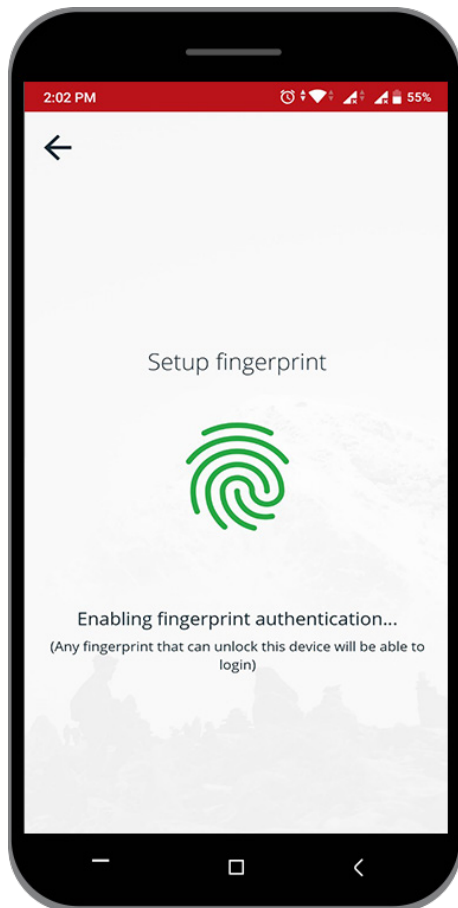 2:02 PM 55%
Setup fingerprint
Enabling fingerprint authentication...
(Any fingerprint that can unlock this device will be able to
login)